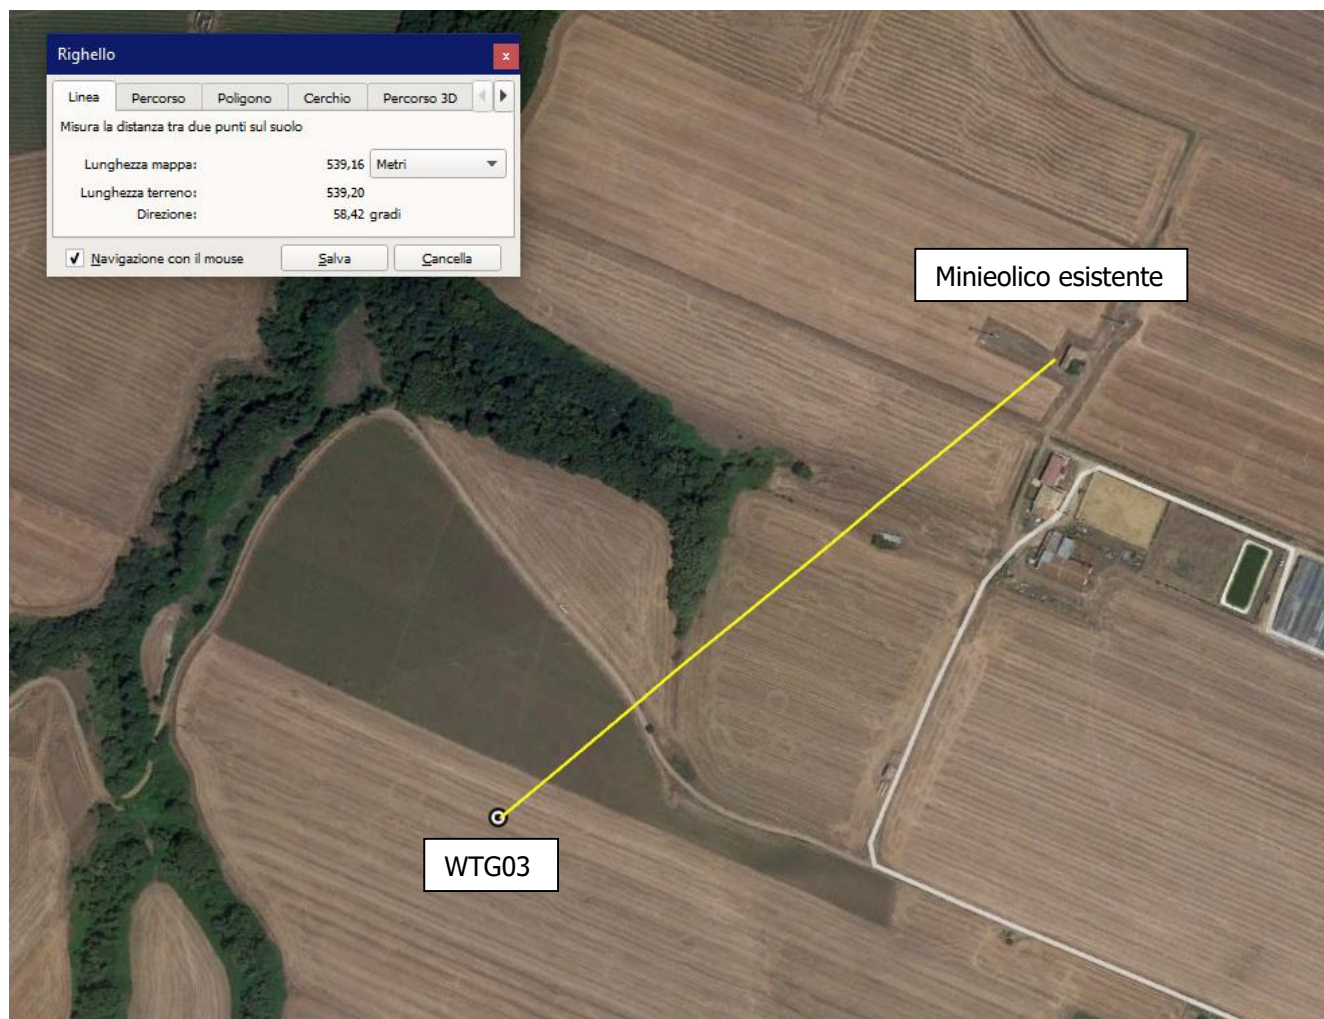 Righello
Linea Percorso Poligono Cerchio Percorso 3D
Misura la distanza tra due punti sul suolo
Lunghezza mappa: 539,16 Metri
Lunghezza terreno: 539,20
Direzione: 58,42 gradi
Navigazione con il mouse Salva Cancella
Minieolico esistente
WTG03